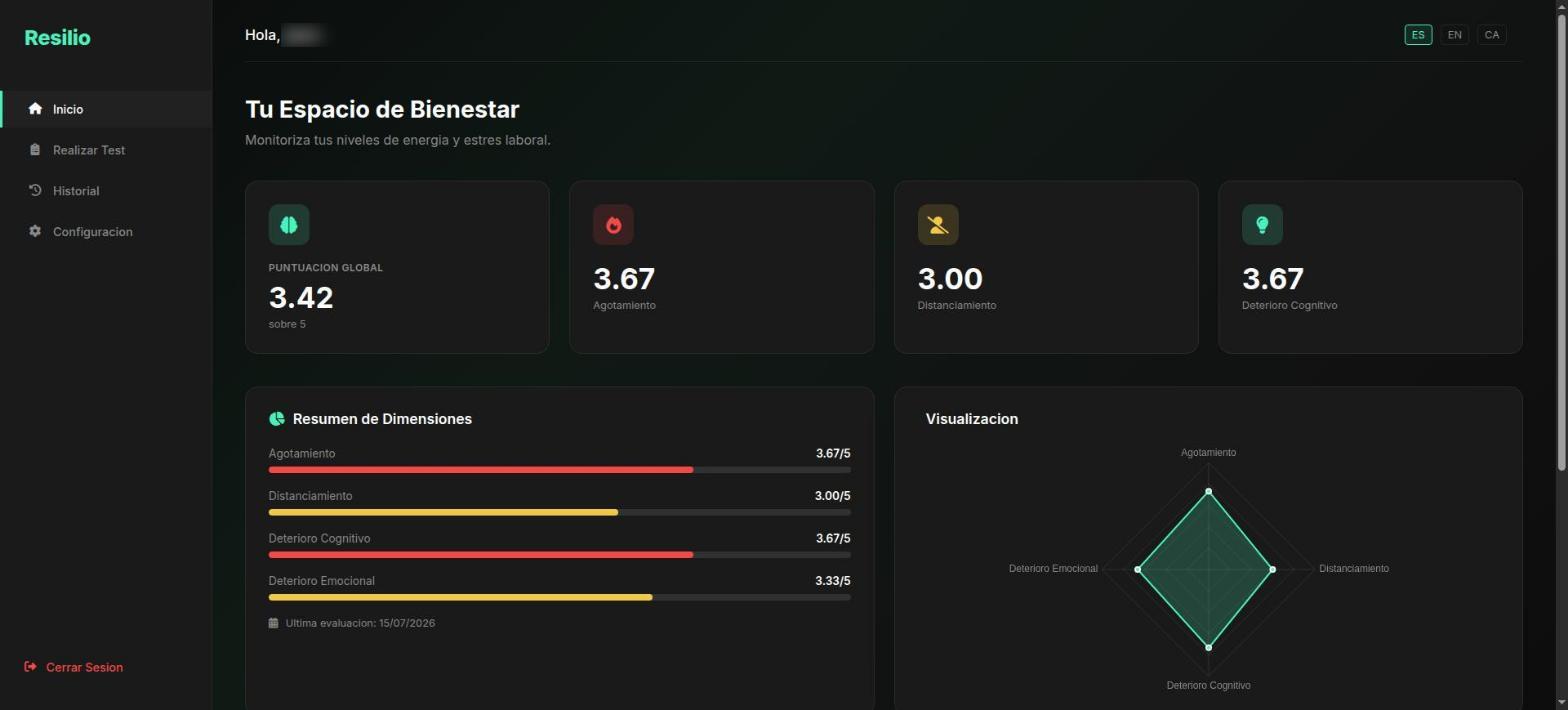 Resilio
Inicio
Realizar Test
Historial
Configuracion
Cerrar Sesion
Hola,
ES EN CA
Tu Espacio de Bienestar
Monitoriza tus niveles de energia y estres laboral.
PUNTUACION GLOBAL
3.42
sobre 5
3.67
Agotamiento
3.00
Distanciamiento
3.67
Deterioro Cognitivo
Resumen de Dimensiones
Agotamiento 3.67/5
Distanciamiento 3.00/5
Deterioro Cognitivo 3.67/5
Deterioro Emocional 3.33/5
Ultima evaluacion: 15/07/2026
Visualizacion
Agotamiento
Deterioro Emocional
Distanciamiento
Deterioro Cognitivo